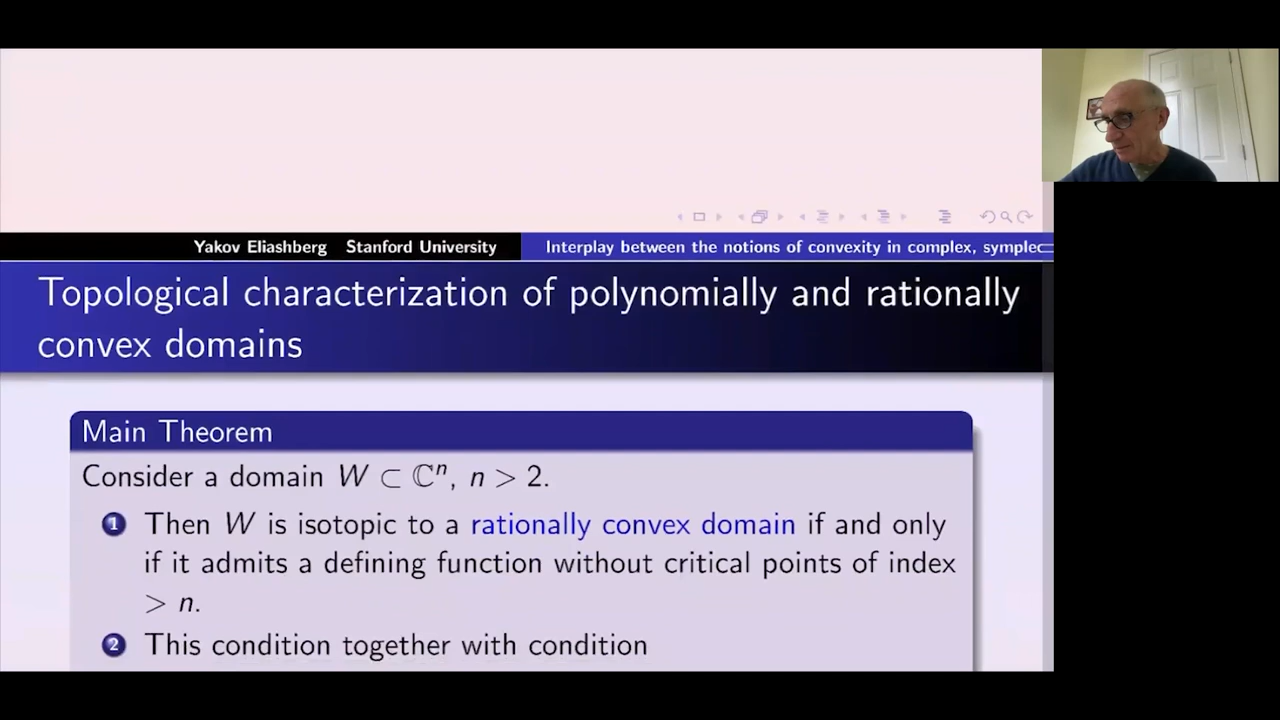 Yakov Eliashberg Stanford University Interplay between the notions of convexity in complex,
Topological characterization of polynomially and rationally
convex domains
Main Theorem
Consider a domain W ⊂ ℂⁿ, n > 2.
1 Then W is isotopic to a rationally convex domain if and only
if it admits a defining function without critical points of index
> n.
2 This condition together with condition